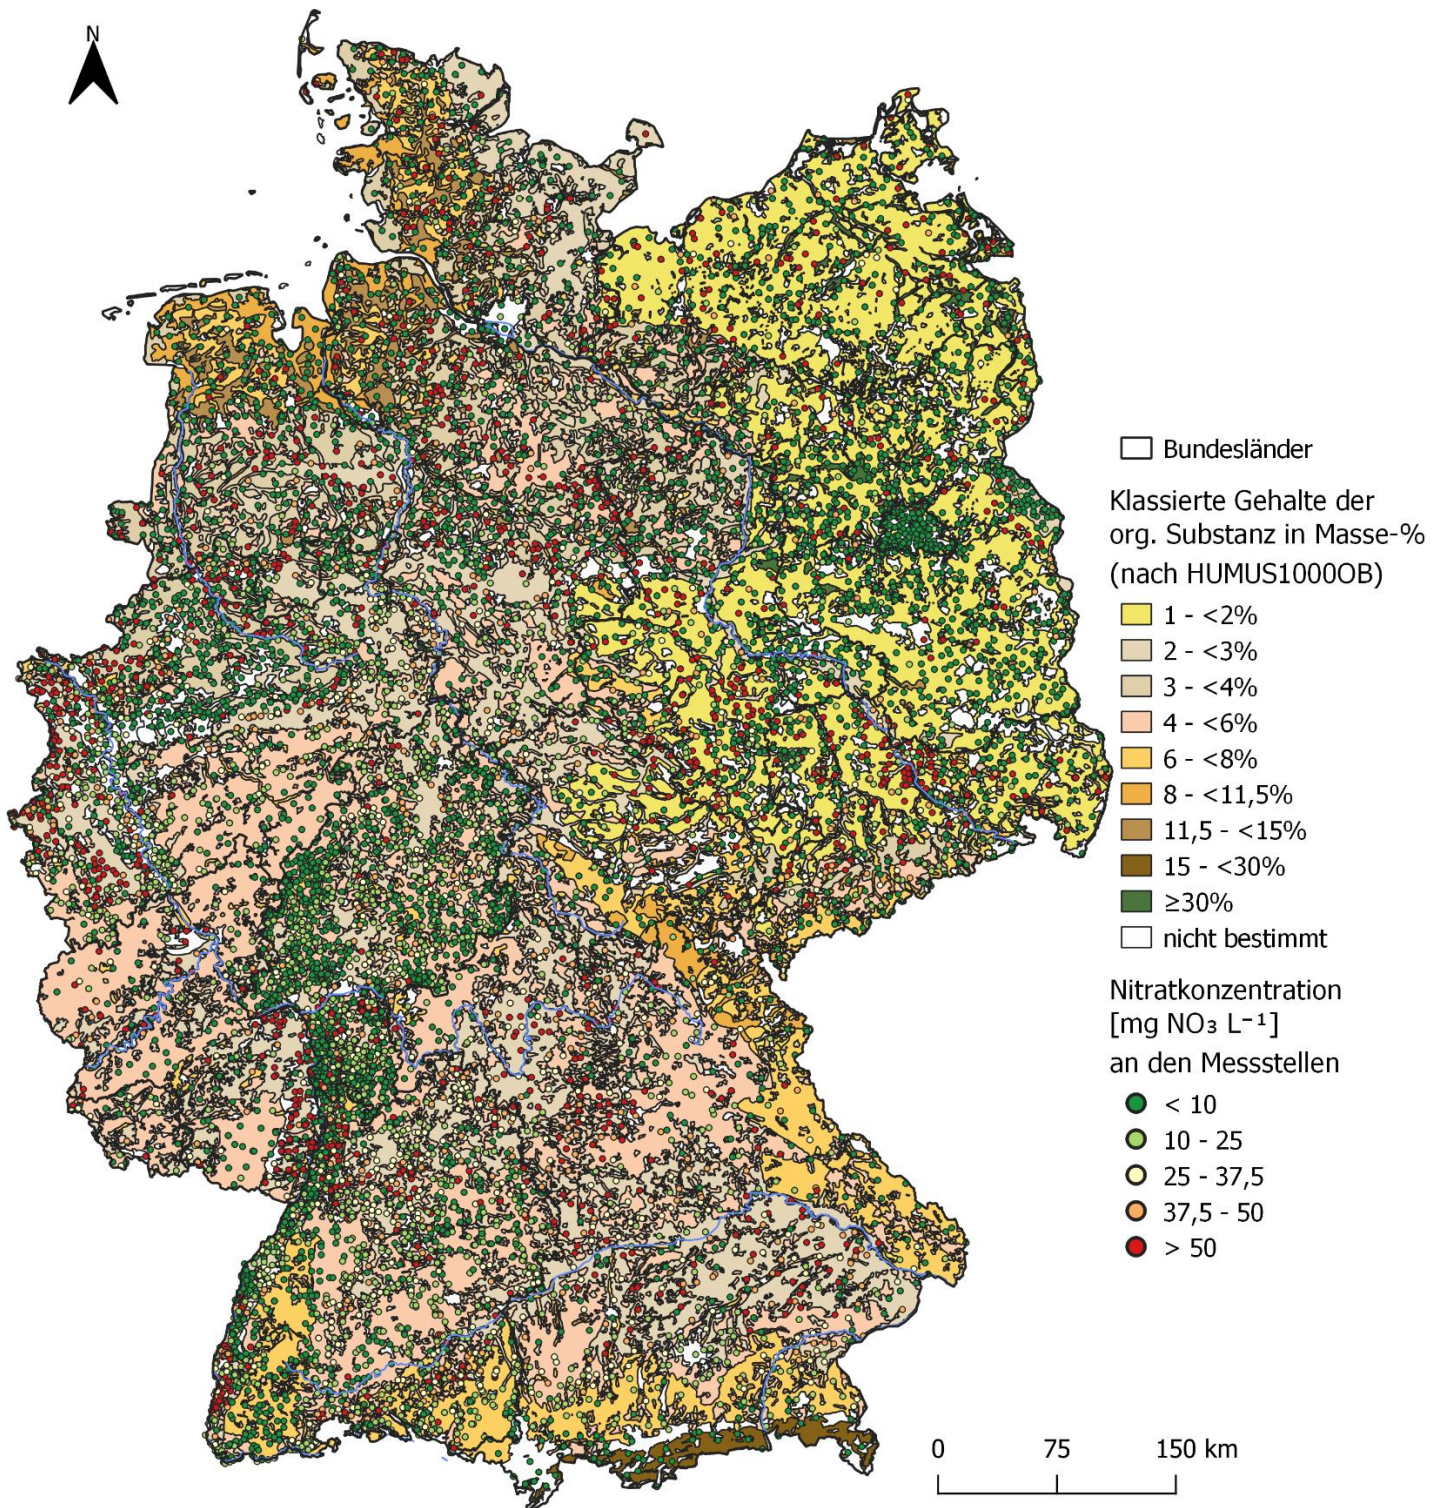 N
Bundesländer
Klassierte Gehalte der
org. Substanz in Masse-%
(nach HUMUS1000OB)
1 - <2%
2 - <3%
3 - <4%
4 - <6%
6 - <8%
8 - <11,5%
11,5 - <15%
15 - <30%
≥30%
nicht bestimmt
Nitratkonzentration
[mg NO₃ L⁻¹]
an den Messstellen
< 10
10 - 25
25 - 37,5
37,5 - 50
> 50
0 75 150 km